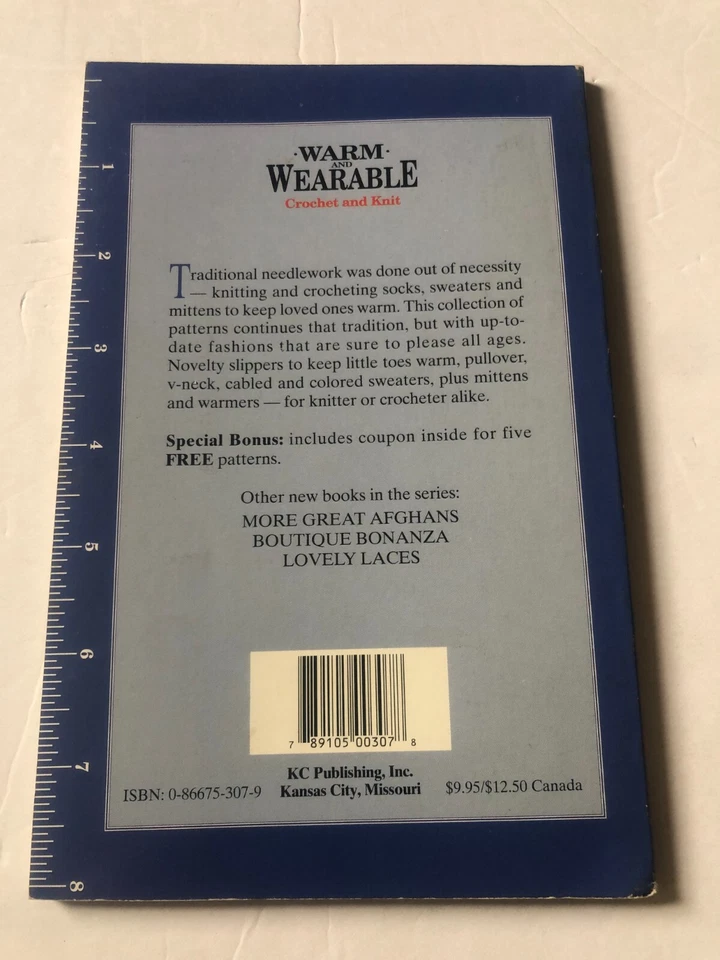 ·WARM·
AND
WEARABLE
Crochet and Knit
Traditional needlework was done out of necessity
— knitting and crocheting socks, sweaters and
mittens to keep loved ones warm. This collection of
patterns continues that tradition, but with up-to-
date fashions that are sure to please all ages.
Novelty slippers to keep little toes warm, pullover,
v-neck, cabled and colored sweaters, plus mittens
and warmers — for knitter or crocheter alike.
Special Bonus: includes coupon inside for five
FREE patterns.
Other new books in the series:
MORE GREAT AFGHANS
BOUTIQUE BONANZA
LOVELY LACES
7 89105 00307 8
ISBN: 0-86675-307-9
KC Publishing, Inc.
Kansas City, Missouri
$9.95/$12.50 Canada
1
2
3
4
5
6
7
8